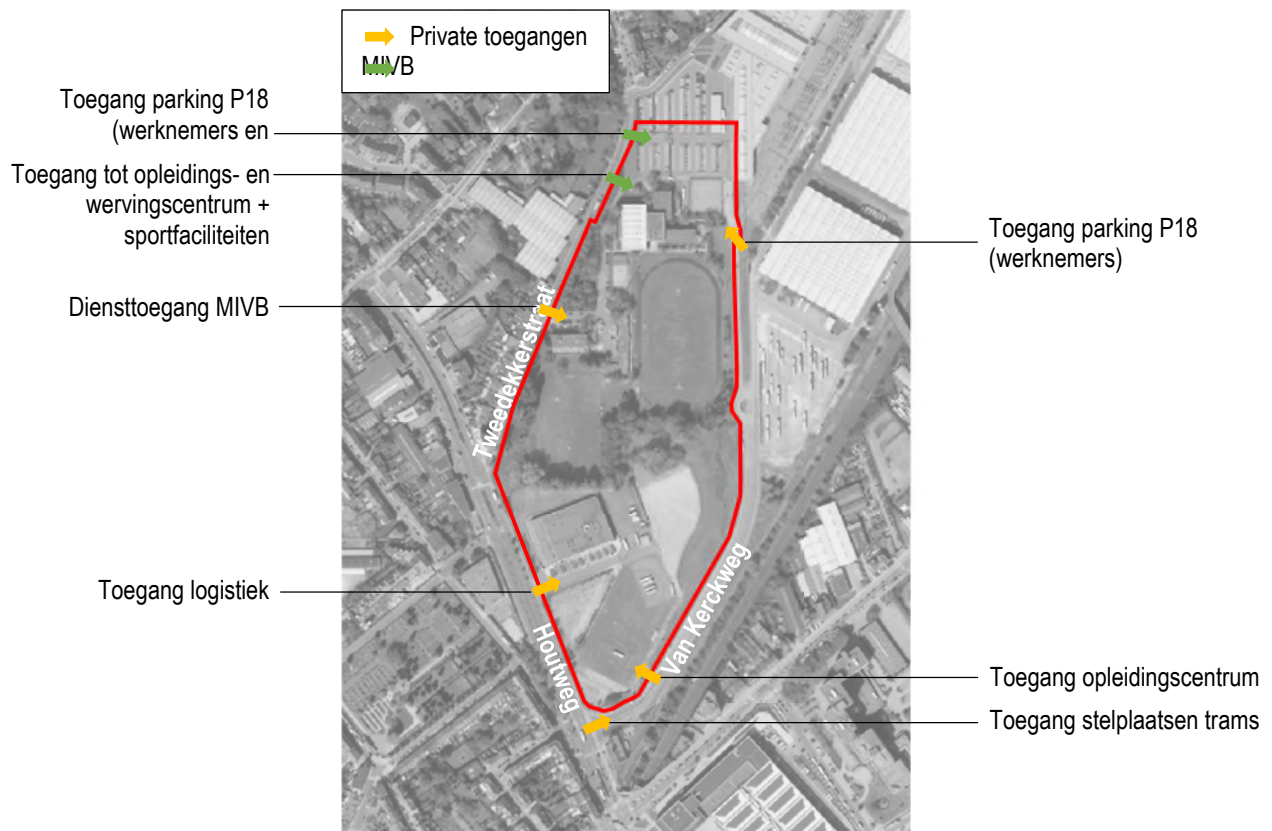 Private toegangen
MIVB
Toegang parking P18
(werknemers en
Toegang tot opleidings- en
wervingscentrum +
sportfaciliteiten
Diensttoegang MIVB
Toegang logistiek
Tweedekkerstraat
Houtweg
Van Kerckweg
Toegang parking P18
(werknemers)
Toegang opleidingscentrum
Toegang stelplaatsen trams